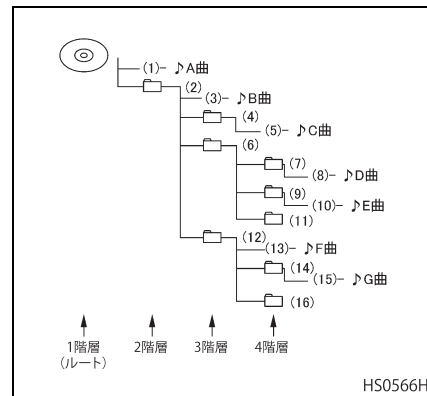 (1)-♪A曲
(2)
(3)-♪B曲
(4)
(5)-♪C曲
(6)
(7)
(8)-♪D曲
(9)
(10)-♪E曲
(11)
(12)
(13)-♪F曲
(14)
(15)-♪G曲
(16)
1階層
(ルート)
2階層
3階層
4階層
HS0566H